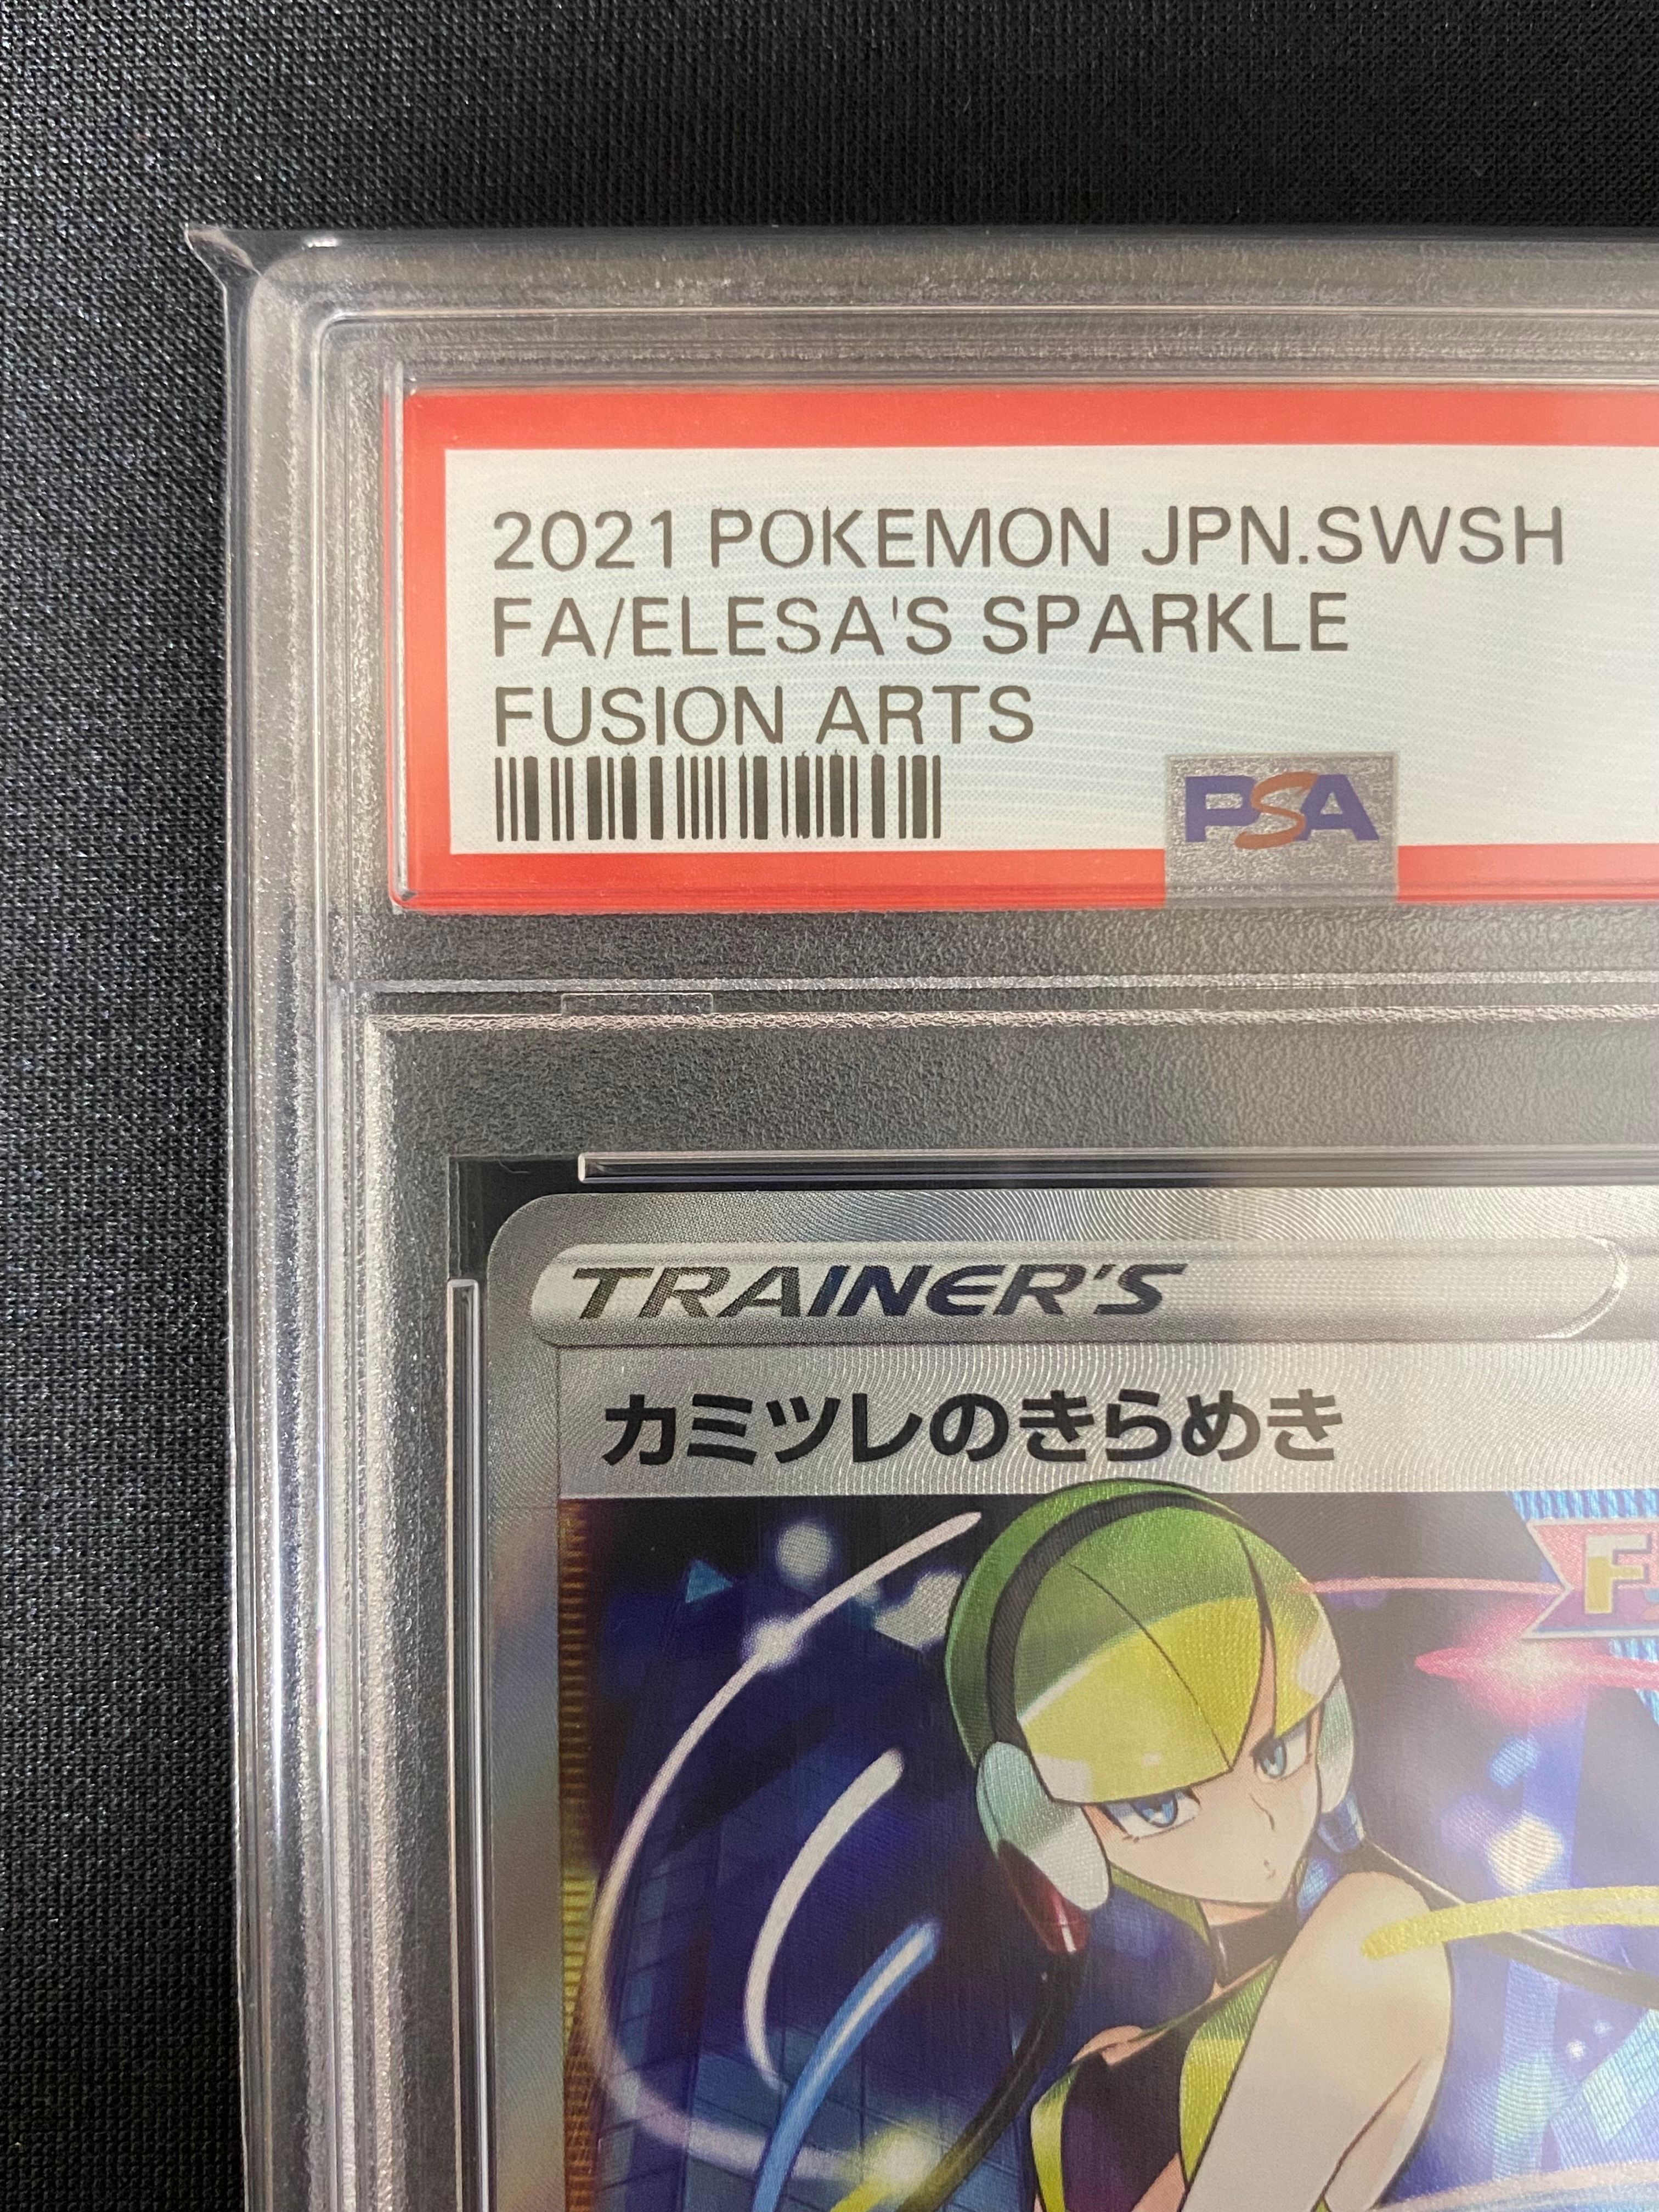 2021 POKEMON JPN.SWSH
FA/ELESA'S SPARKLE
FUSION ARTS
PSA
TRAINER'S
カミツレのきらめき